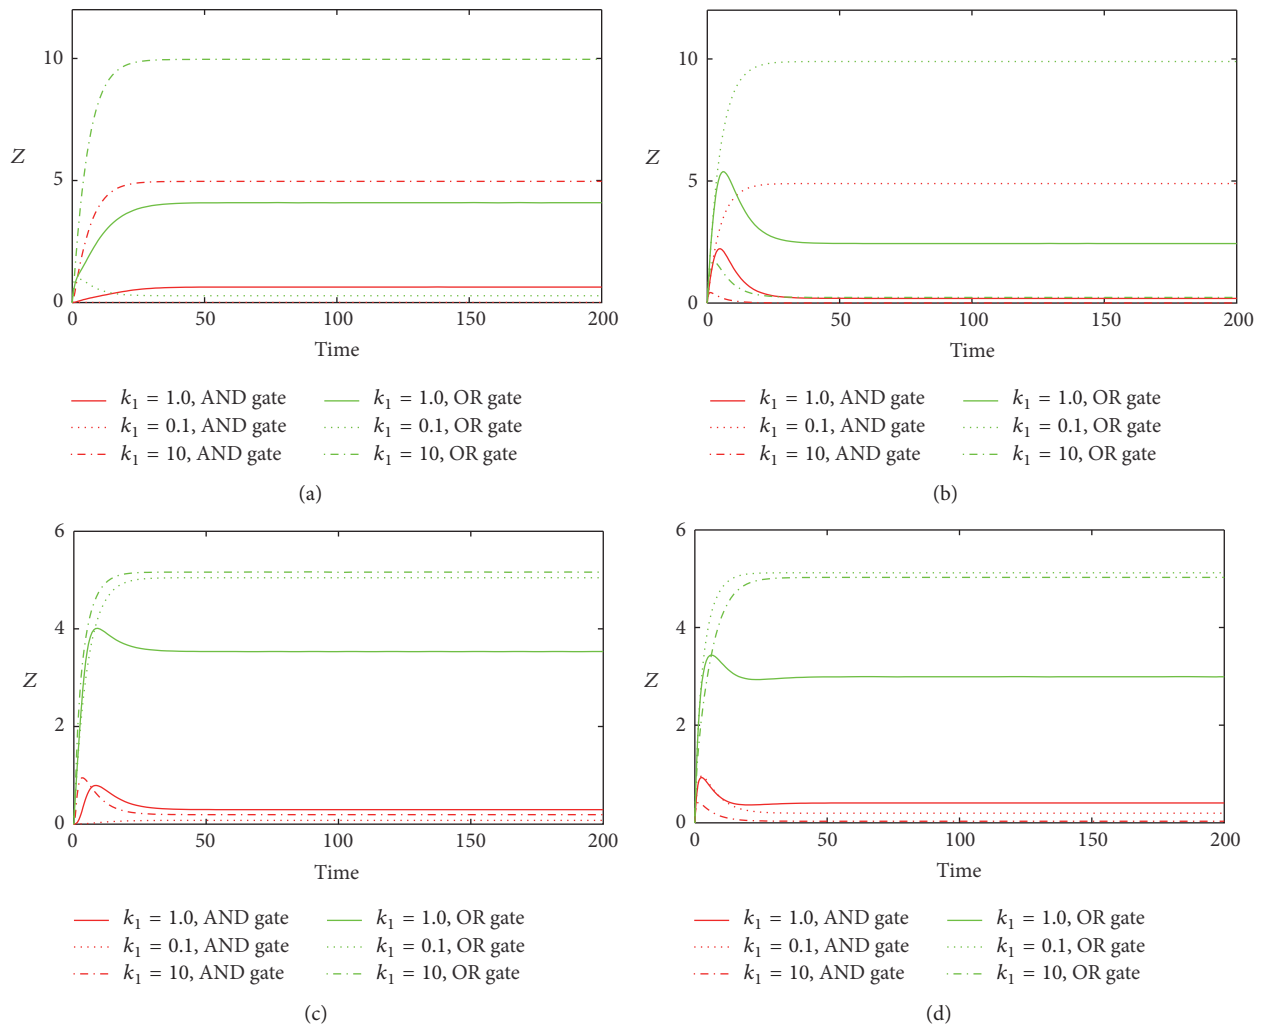 10
5
0
Z
0 50 100 150 200
Time
k1 = 1.0, AND gate k1 = 1.0, OR gate
k1 = 0.1, AND gate k1 = 0.1, OR gate
k1 = 10, AND gate k1 = 10, OR gate
(a)
10
5
0
Z
0 50 100 150 200
Time
k1 = 1.0, AND gate k1 = 1.0, OR gate
k1 = 0.1, AND gate k1 = 0.1, OR gate
k1 = 10, AND gate k1 = 10, OR gate
(b)
6
4
2
0
Z
0 50 100 150 200
Time
k1 = 1.0, AND gate k1 = 1.0, OR gate
k1 = 0.1, AND gate k1 = 0.1, OR gate
k1 = 10, AND gate k1 = 10, OR gate
(c)
6
4
2
0
Z
0 50 100 150 200
Time
k1 = 1.0, AND gate k1 = 1.0, OR gate
k1 = 0.1, AND gate k1 = 0.1, OR gate
k1 = 10, AND gate k1 = 10, OR gate
(d)